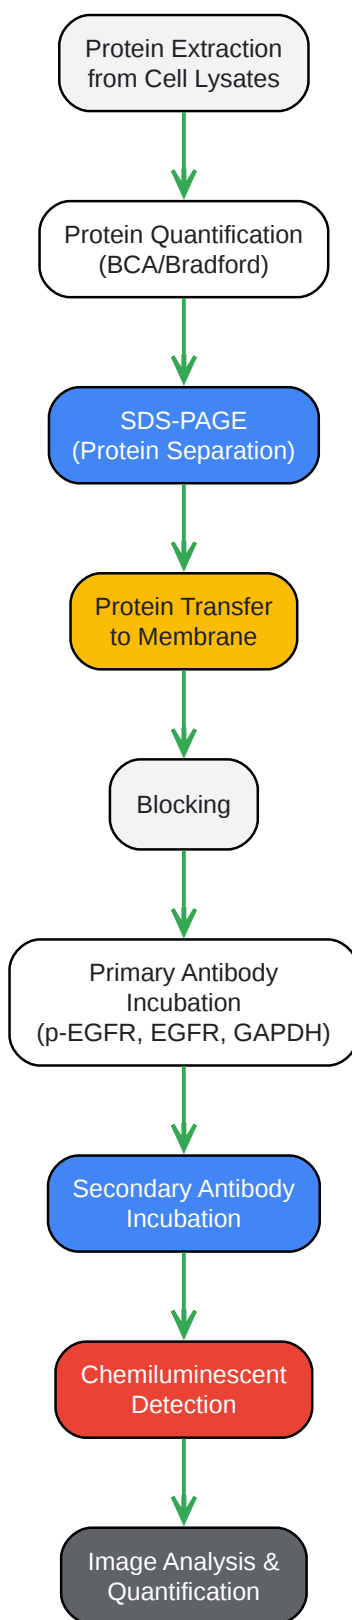 Protein Extraction
from Cell Lysates
Protein Quantification
(BCA/Bradford)
SDS-PAGE
(Protein Separation)
Protein Transfer
to Membrane
Blocking
Primary Antibody
Incubation
(p-EGFR, EGFR, GAPDH)
Secondary Antibody
Incubation
Chemiluminescent
Detection
Image Analysis &
Quantification